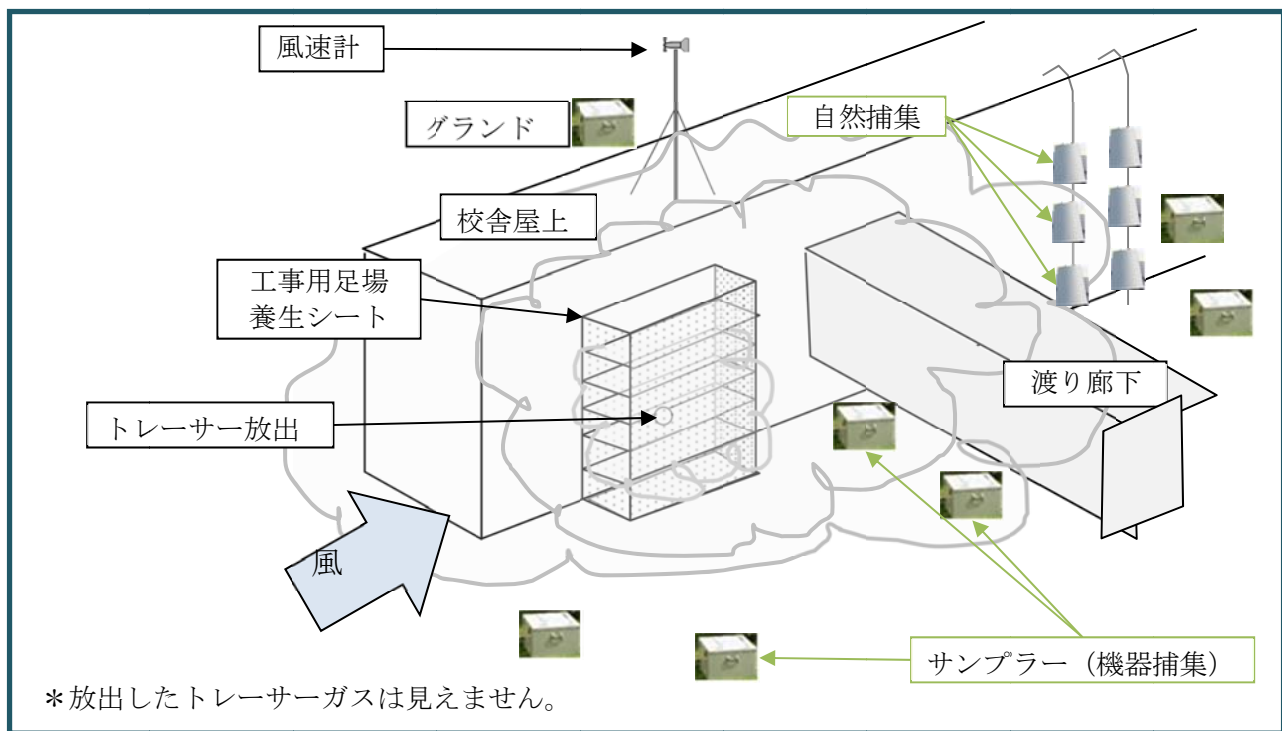 風速計
グランド
自然捕集
校舎屋上
工事用足場
養生シート
渡り廊下
トレーサー放出
風
サンプラー（機器捕集）
＊放出したトレーサーガスは見えません。